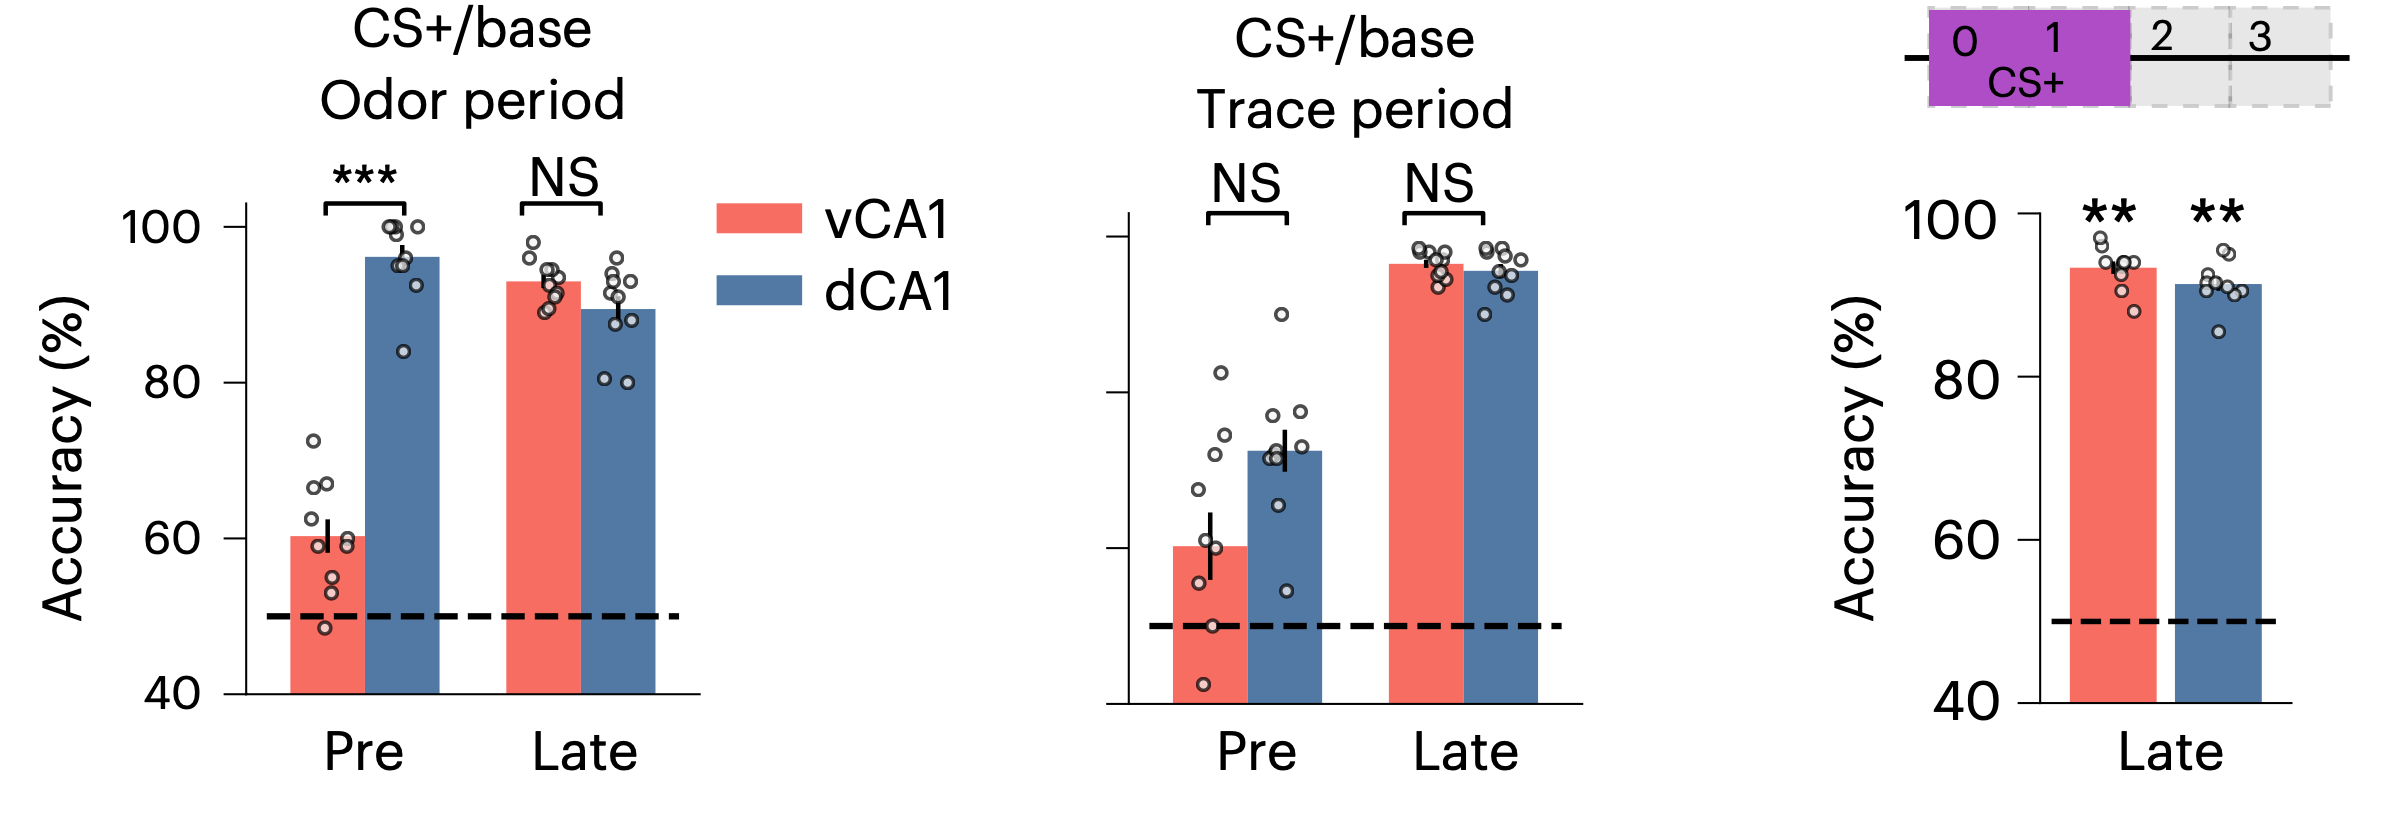 CS+/base
Odor period
***
NS
vCA1
dCA1
Accuracy (%)
100
80
60
40
Pre
Late
CS+/base
Trace period
NS
NS
Pre
Late
0 1 2 3
CS+
**
**
Accuracy (%)
100
80
60
40
Late